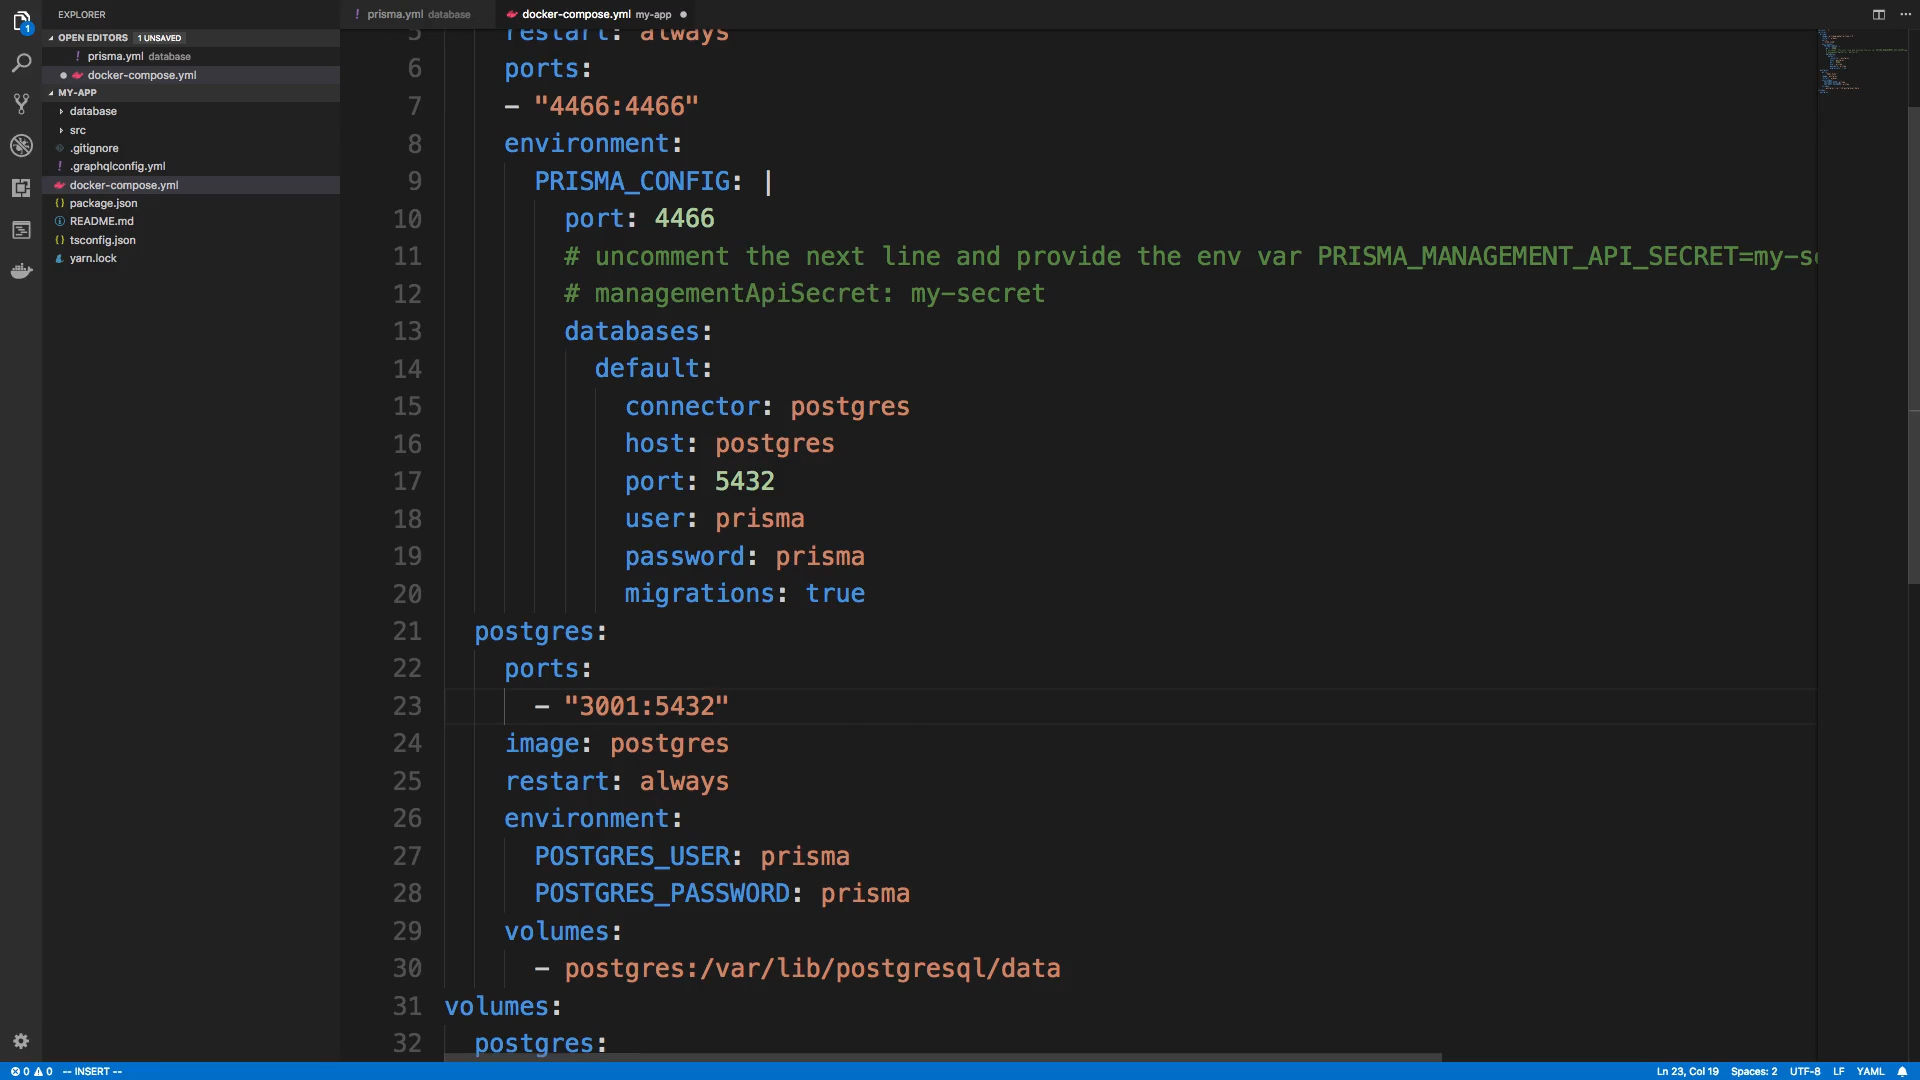 EXPLORER
OPEN EDITORS 1 UNSAVED
! prisma.yml database
docker-compose.yml
MY-APP
database
src
.gitignore
! .graphqlconfig.yml
docker-compose.yml
{} package.json
README.md
{} tsconfig.json
yarn.lock
1
! prisma.yml database
docker-compose.yml my-app
5 restart: always
6 ports:
7 - "4466:4466"
8 environment:
9 PRISMA_CONFIG: |
10 port: 4466
11 # uncomment the next line and provide the env var PRISMA_MANAGEMENT_API_SECRET=my-se
12 # managementApiSecret: my-secret
13 databases:
14 default:
15 connector: postgres
16 host: postgres
17 port: 5432
18 user: prisma
19 password: prisma
20 migrations: true
21 postgres:
22 ports:
23 - "3001:5432"
24 image: postgres
25 restart: always
26 environment:
27 POSTGRES_USER: prisma
28 POSTGRES_PASSWORD: prisma
29 volumes:
30 - postgres:/var/lib/postgresql/data
31 volumes:
32 postgres:
0 0 -- INSERT -- Ln 23, Col 19 Spaces: 2 UTF-8 LF YAML